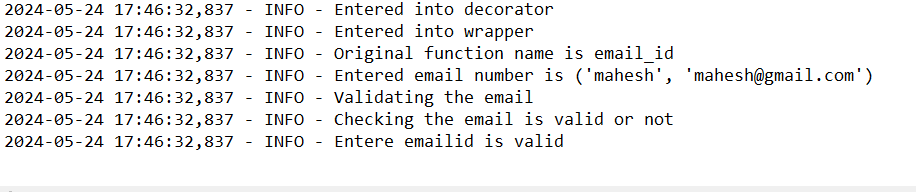 2024-05-24 17:46:32,837 - INFO - Entered into decorator
2024-05-24 17:46:32,837 - INFO - Entered into wrapper
2024-05-24 17:46:32,837 - INFO - Original function name is email_id
2024-05-24 17:46:32,837 - INFO - Entered email number is ('mahesh', 'mahesh@gmail.com')
2024-05-24 17:46:32,837 - INFO - Validating the email
2024-05-24 17:46:32,837 - INFO - Checking the email is valid or not
2024-05-24 17:46:32,837 - INFO - Entere emailid is valid